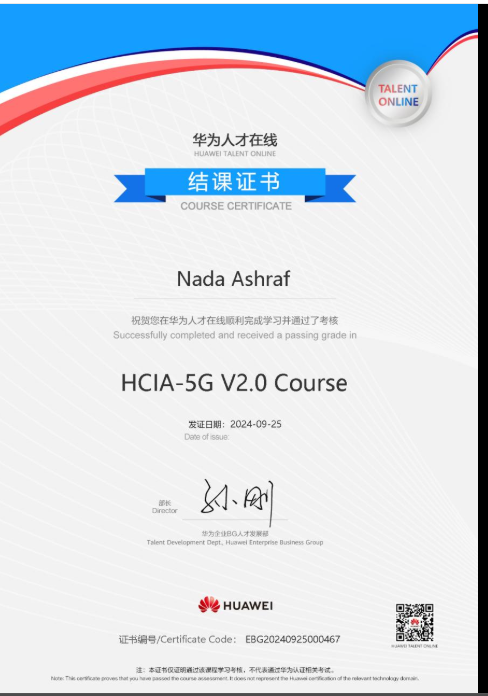 TALENT
ONLINE
华为人才在线
HUAWEI TALENT ONLINE
结课证书
COURSE CERTIFICATE
Nada Ashraf
祝贺您在华为人才在线顺利完成学习并通过了考核
Successfully completed and received a passing grade in
HCIA-5G V2.0 Course
发证日期: 2024-09-25
Date of issue:
部长
Director
孙刚
华为企业BG人才发展部
Talent Development Dept., Huawei Enterprise Business Group
HUAWEI
证书编号/Certificate Code: EBG20240925000467
HUAWEI TALENT ONLINE
注: 本证书仅证明通过该课程学习考核，不代表通过华为认证相关考试。
Note: This certificate proves that you have passed the course assessment. It does not represent the Huawei certification of the relevant technology domain.